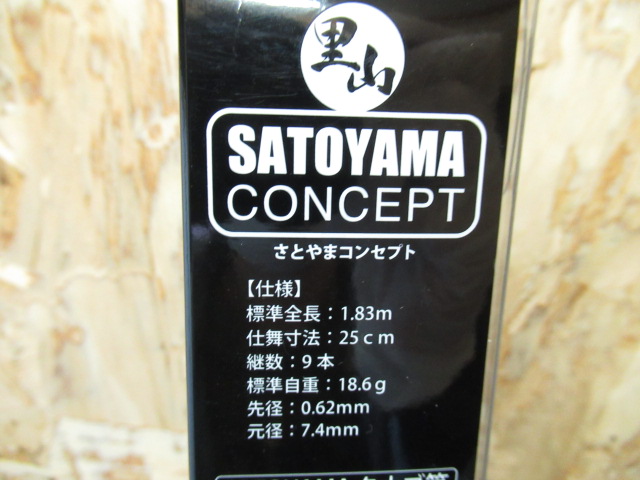 里山
SATOYAMA
CONCEPT
さとやまコンセプト
【仕様】
標準全長：1.83m
仕舞寸法：25ｃｍ
継数：9本
標準自重：18.6g
先径：0.62mm
元径：7.4mm